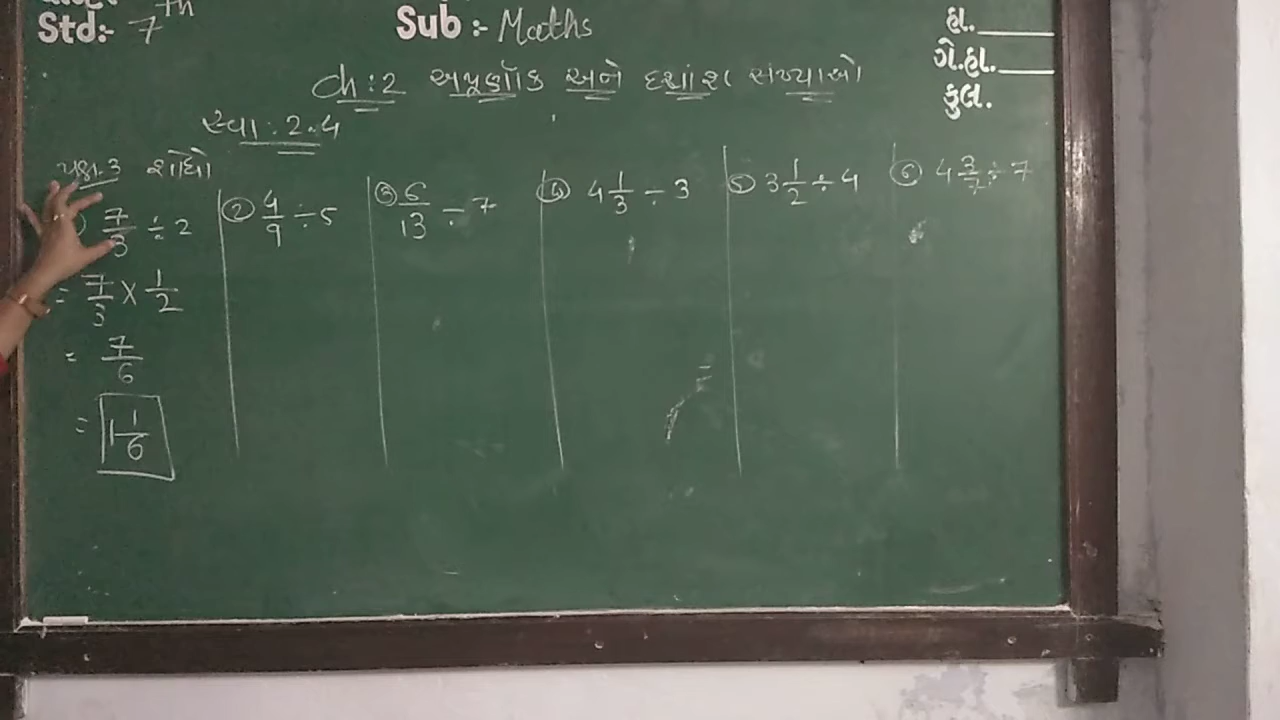 Std:- 7th Sub :- Maths
હા.
ગે.હા.
કુલ.
Ch : 2 અપૂર્ણાંક અને દશાંશ સંખ્યાઓ
સ્વા : 2.4
પ્રશ્ન.3 શોધો
7/3 ÷ 2
= 7/3 X 1/2
= 7/6
= 1 1/6
② 4/9 ÷ 5
③ 6/13 ÷ 7
④ 4 1/3 ÷ 3
⑤ 3 1/2 ÷ 4
⑥ 4 3/7 ÷ 7